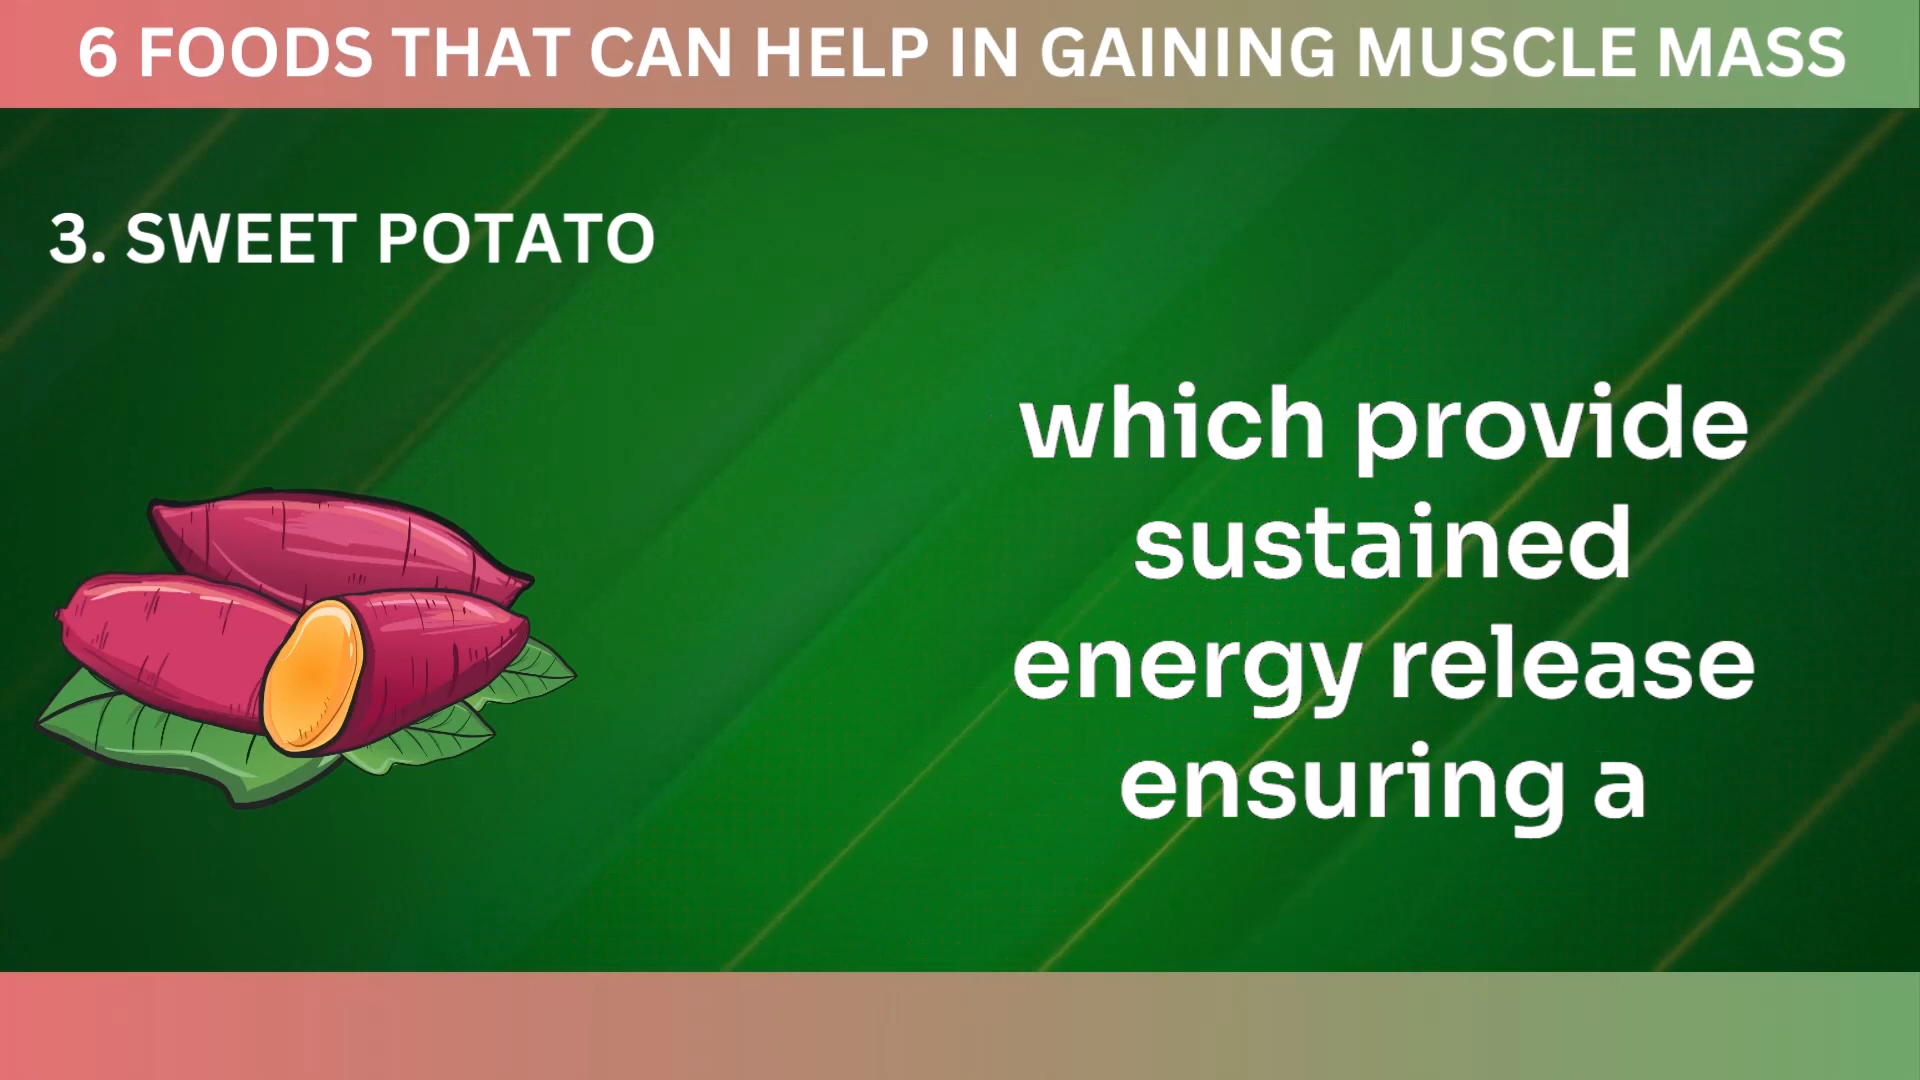 6 FOODS THAT CAN HELP IN GAINING MUSCLE MASS
3. SWEET POTATO
which provide
sustained
energy release
ensuring a